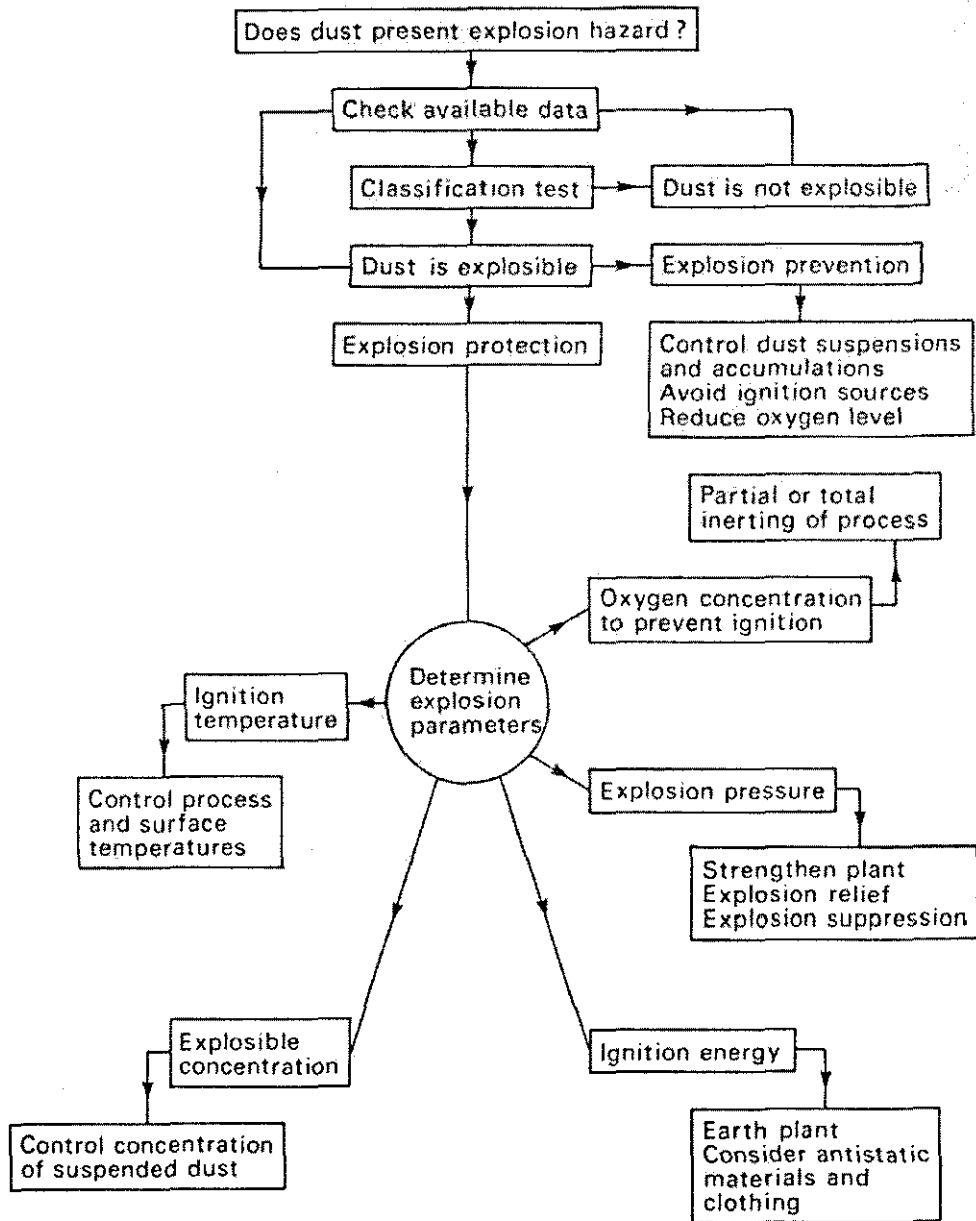 Does dust present explosion hazard ?
Check available data
Classification test
Dust is not explosible
Dust is explosible
Explosion prevention
Explosion protection
Control dust suspensions
and accumulations
Avoid ignition sources
Reduce oxygen level
Partial or total
inerting of process
Oxygen concentration
to prevent ignition
Determine
explosion
parameters
Ignition
temperature
Control process
and surface
temperatures
Explosion pressure
Strengthen plant
Explosion relief
Explosion suppression
Explosible
concentration
Control concentration
of suspended dust
Ignition energy
Earth plant
Consider antistatic
materials and
clothing